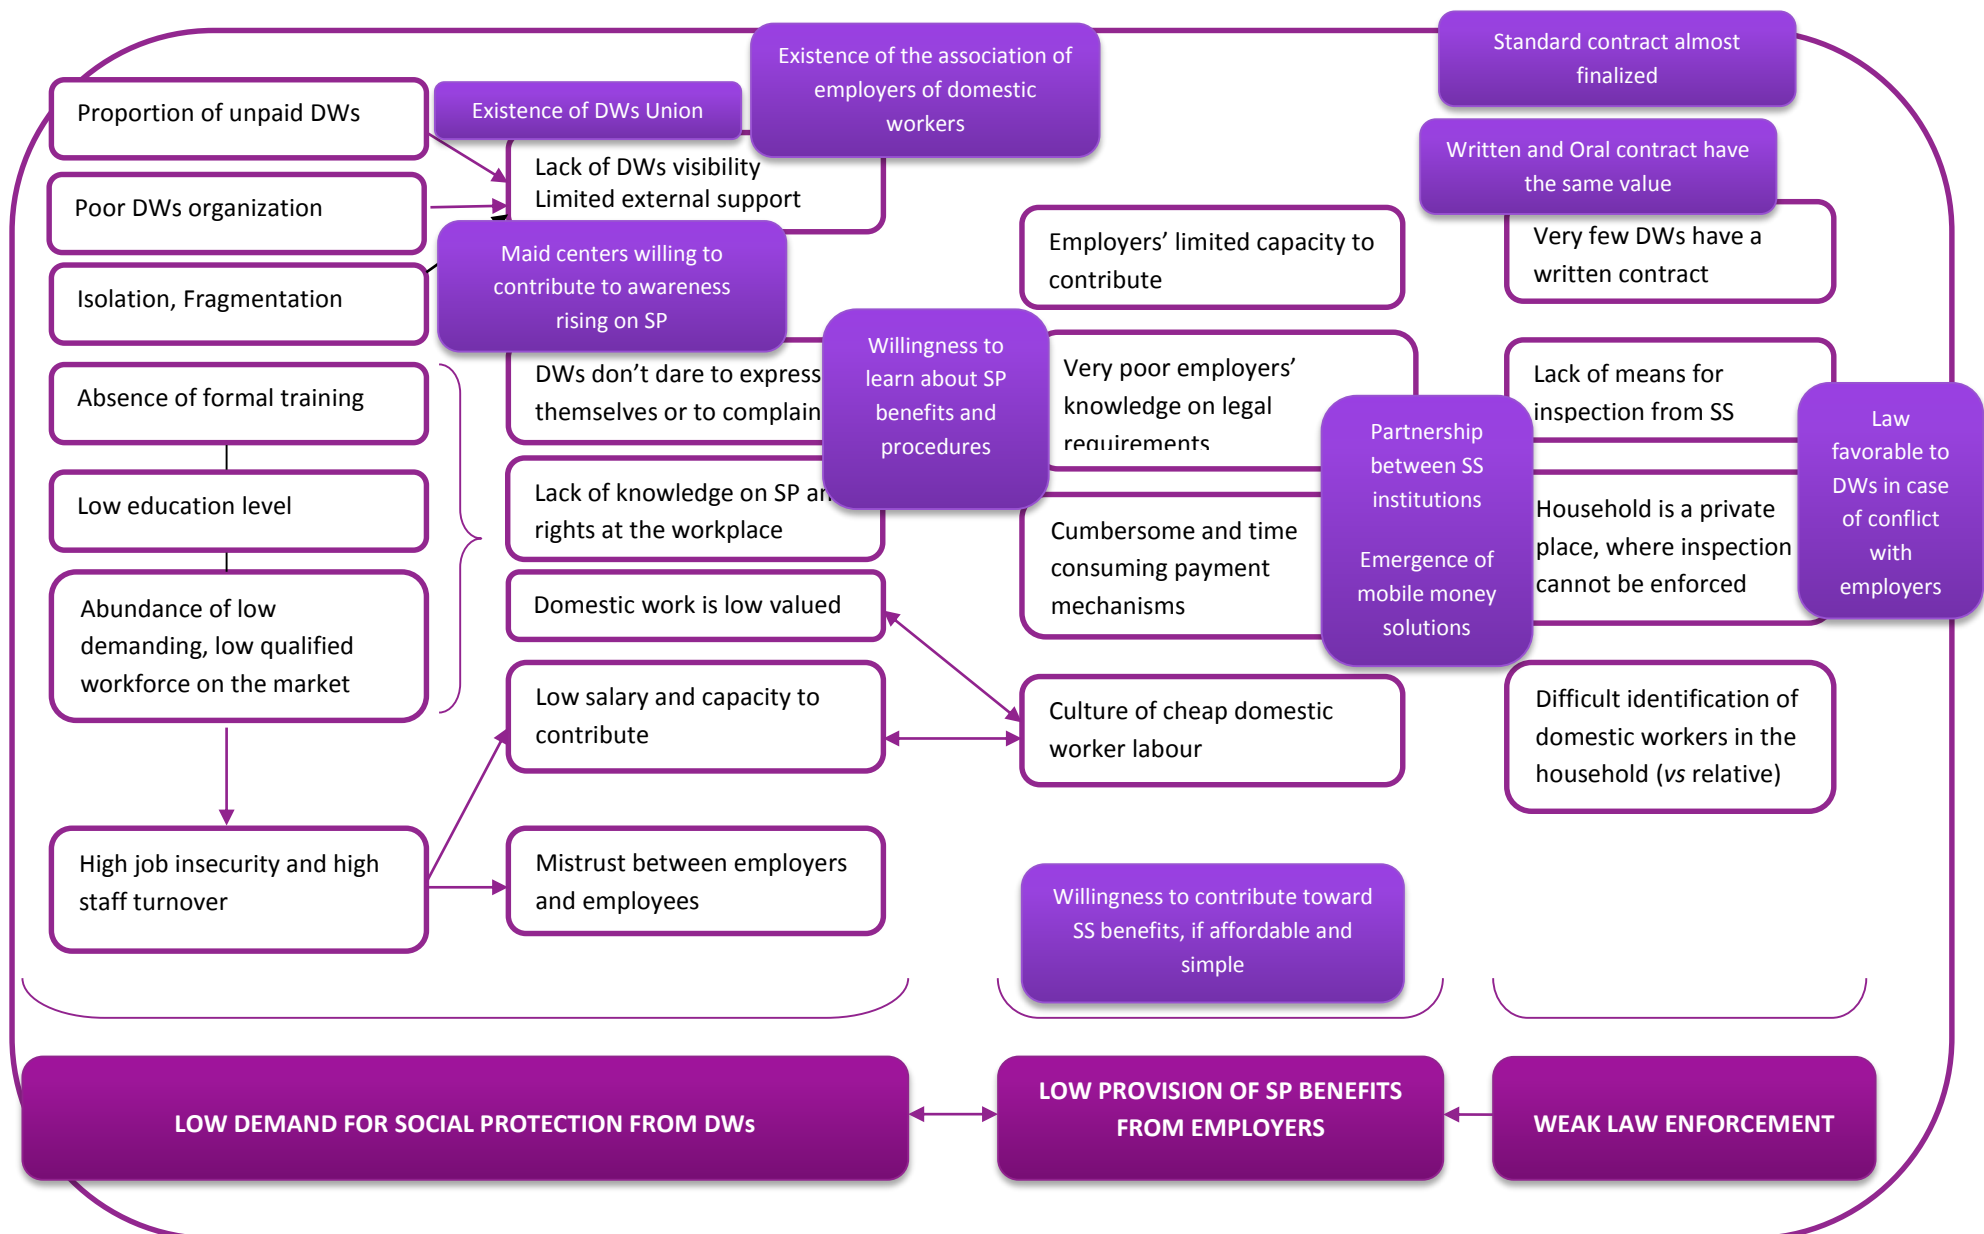 Existence of the association of
employers of domestic
workers
Standard contract almost
finalized
Proportion of unpaid DWs
Existence of DWs Union
Written and Oral contract have
the same value
Lack of DWs visibility
Limited external support
Poor DWs organization
Maid centers willing to
contribute to awareness
rising on SP
Employers’ limited capacity to
contribute
Very few DWs have a
written contract
Isolation, Fragmentation
Willingness to
learn about SP
benefits and
procedures
Absence of formal training
DWs don’t dare to express
themselves or to complain
Very poor employers’
knowledge on legal
requirements
Lack of means for
inspection from SS
Partnership
between SS
institutions
Emergence of
mobile money
solutions
Law
favorable to
DWs in case
of conflict
with
employers
Low education level
Lack of knowledge on SP an
rights at the workplace
Cumbersome and time
consuming payment
mechanisms
Household is a private
place, where inspection
cannot be enforced
Abundance of low
demanding, low qualified
workforce on the market
Domestic work is low valued
Low salary and capacity to
contribute
Culture of cheap domestic
worker labour
Difficult identification of
domestic workers in the
household (vs relative)
High job insecurity and high
staff turnover
Mistrust between employers
and employees
Willingness to contribute toward
SS benefits, if affordable and
simple
LOW DEMAND FOR SOCIAL PROTECTION FROM DWs
LOW PROVISION OF SP BENEFITS
FROM EMPLOYERS
WEAK LAW ENFORCEMENT